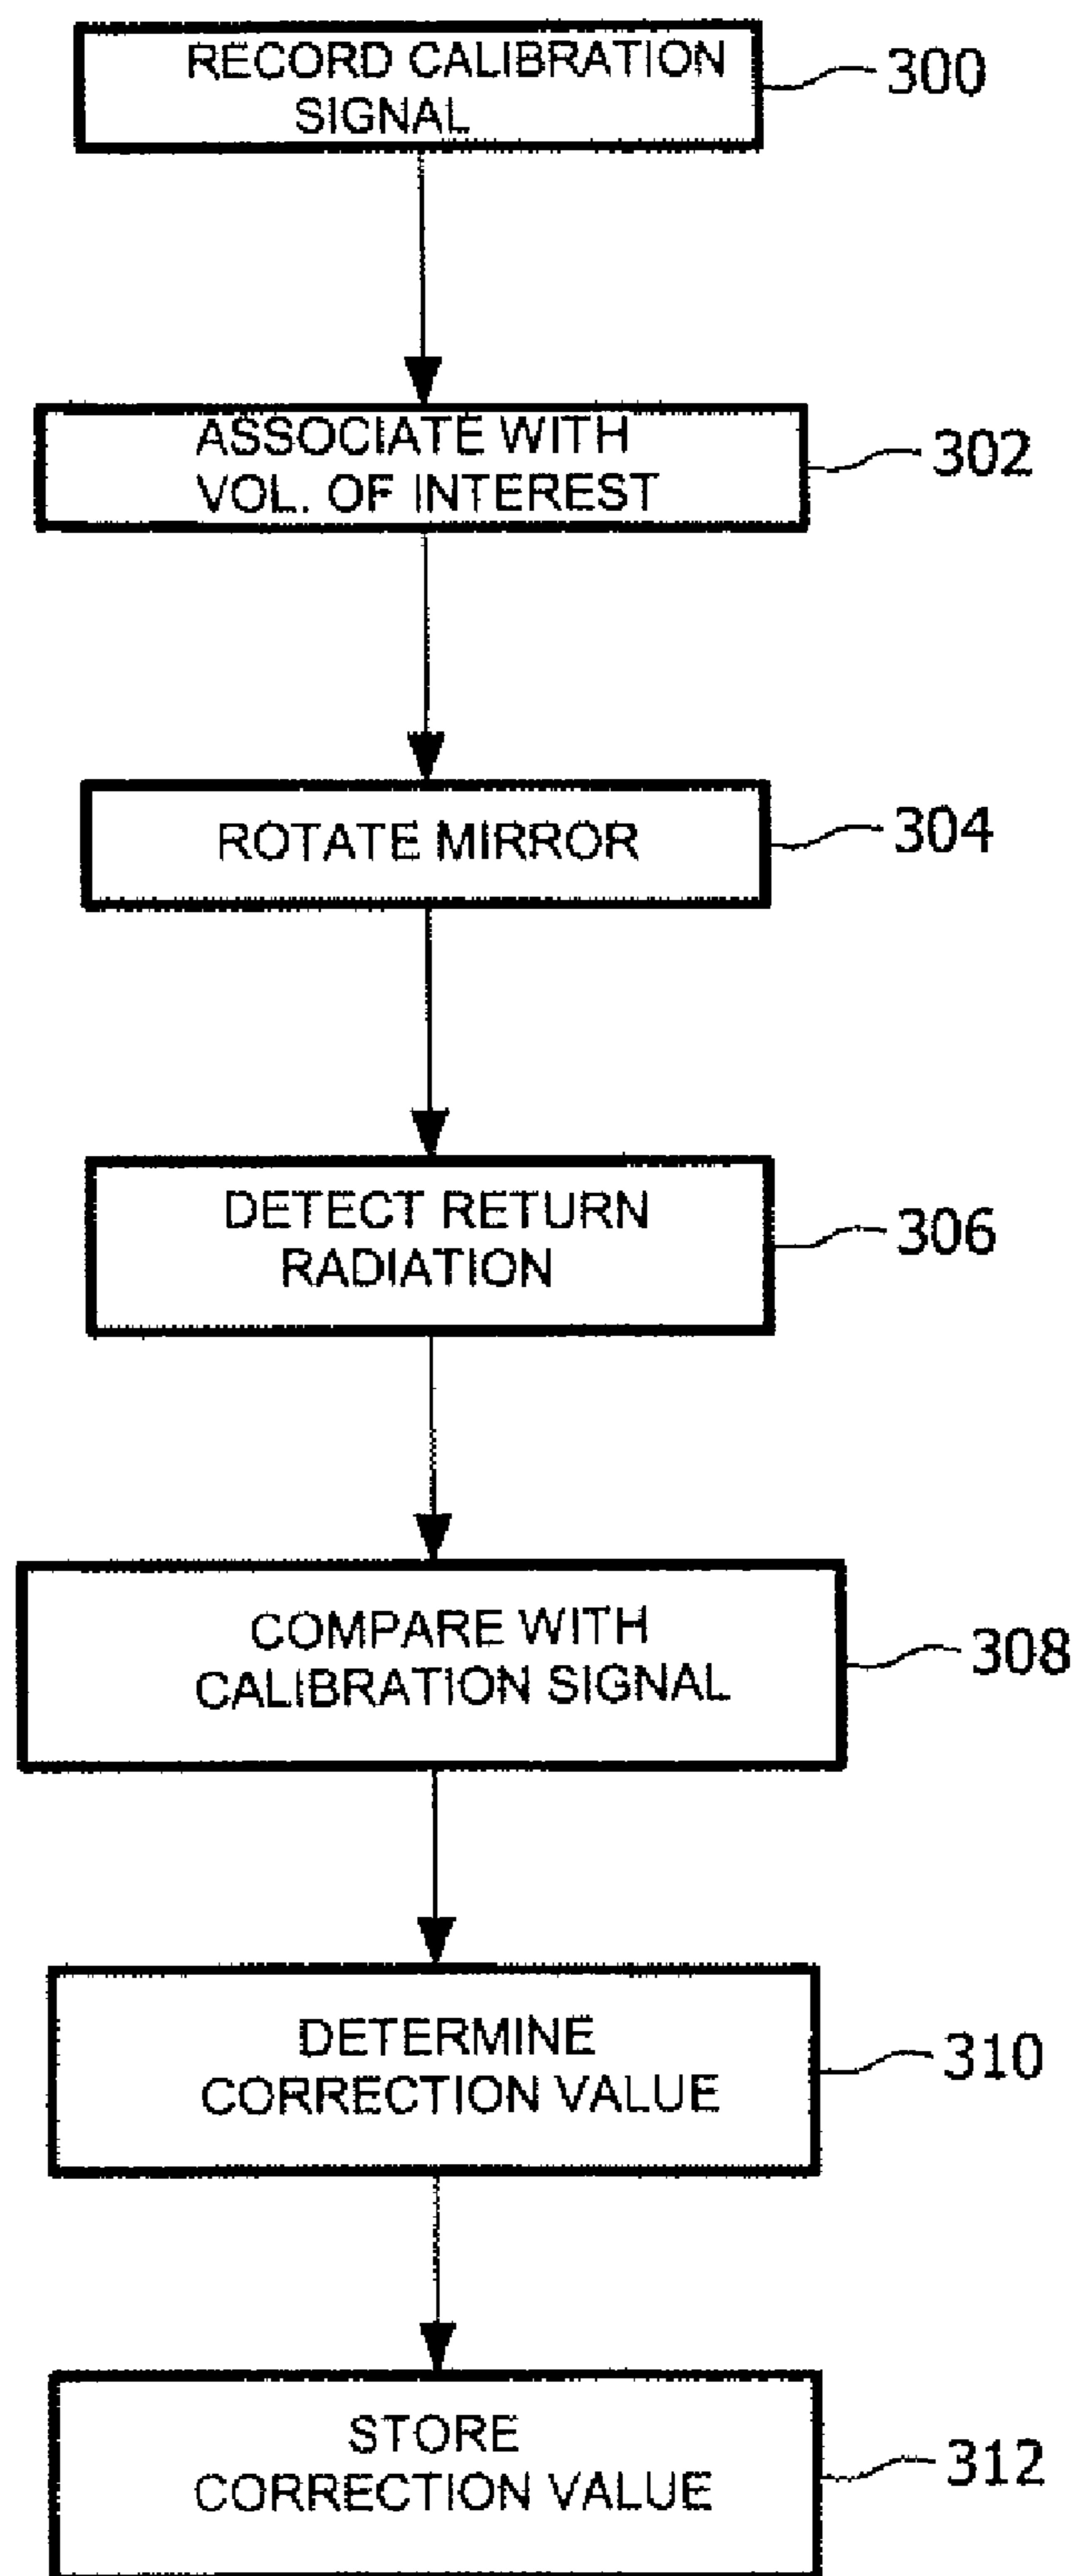 RECORD CALIBRATION
SIGNAL
300
ASSOCIATE WITH
VOL. OF INTEREST
302
ROTATE MIRROR
304
DETECT RETURN
RADIATION
306
COMPARE WITH
CALIBRATION SIGNAL
308
DETERMINE
CORRECTION VALUE
310
STORE
CORRECTION VALUE
312